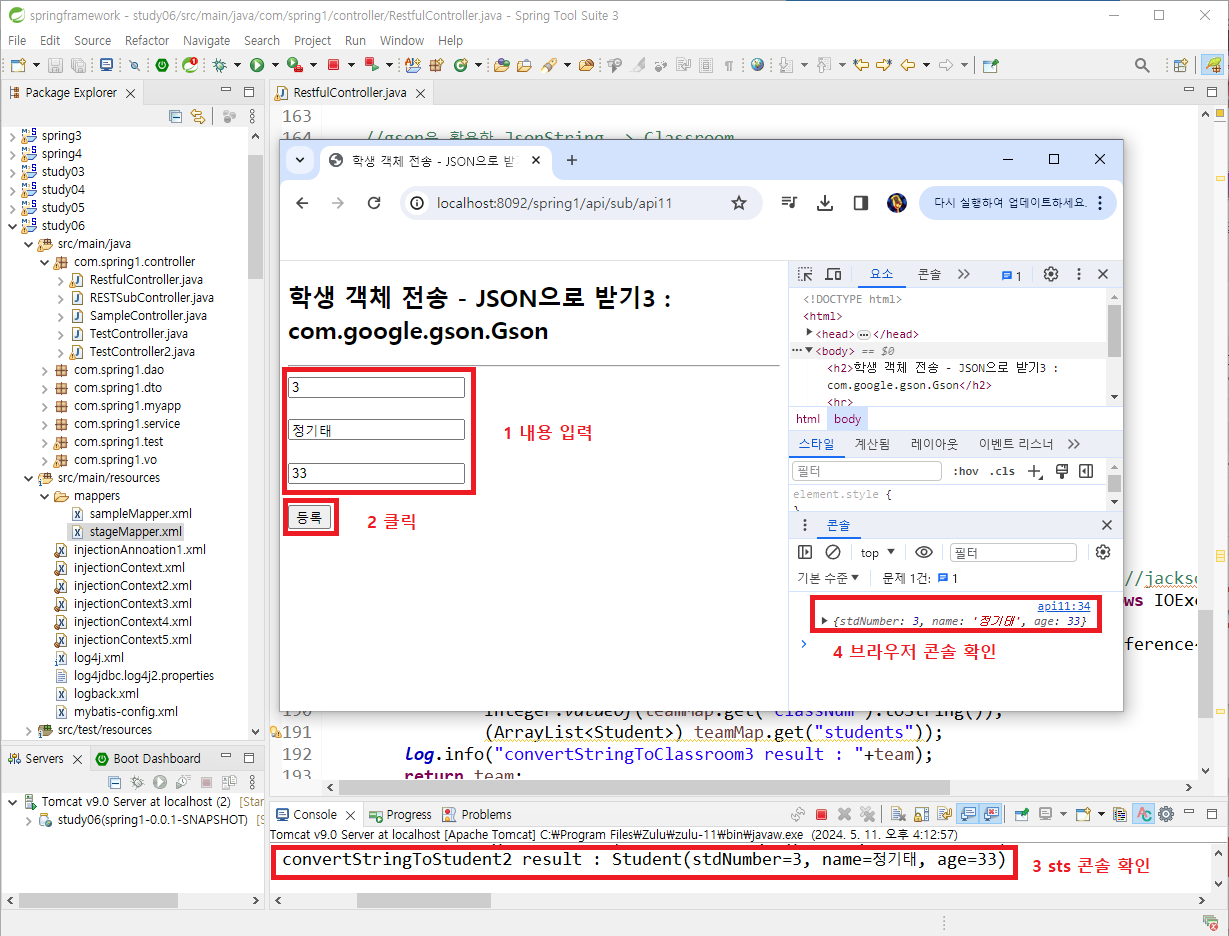 springframework - study06/src/main/java/com/spring1/controller/RestfulController.java - Spring Tool Suite 3
File Edit Source Refactor Navigate Search Project Run Window Help
Package Explorer
spring3
spring4
study03
study04
study05
study06
src/main/java
com.spring1.controller
RestfulController.java
RESTSubController.java
SampleController.java
TestController.java
TestController2.java
com.spring1.dao
com.spring1.dto
com.spring1.myapp
com.spring1.service
com.spring1.test
com.spring1.vo
src/main/resources
mappers
sampleMapper.xml
stageMapper.xml
injectionAnnoation1.xml
injectionContext.xml
injectionContext2.xml
injectionContext3.xml
injectionContext4.xml
injectionContext5.xml
log4j.xml
log4jdbc.log4j2.properties
logback.xml
mybatis-config.xml
src/test/resources
Servers Boot Dashboard
Tomcat v9.0 Server at localhost (2) [Star
study06(spring1-0.0.1-SNAPSHOT) [S
RestfulController.java
163
164 //gson을 활용한 JsonString -> Classroom
학생 객체 전송 - JSON으로 받기
localhost:8092/spring1/api/sub/api11
다시 실행하여 업데이트하세요.
학생 객체 전송 - JSON으로 받기3 :
com.google.gson.Gson
3
정기태
33
등록
1 내용 입력
2 클릭
요소 콘솔 1
<!DOCTYPE html>
<html>
<head> </head>
<body> == $0
<h2>학생 객체 전송 - JSON으로 받기3 :
com.google.gson.Gson</h2>
<hr>
html body
스타일 계산됨 레이아웃 이벤트 리스너
필터 :hov .cls
element.style {
}
콘솔
top 필터
기본 수준 문제 1건: 1
api11:34
{stdNumber: 3, name: '정기태', age: 33}
4 브라우저 콘솔 확인
//jackso
ws IOExc
ference<
190 Integer.valueOf(teamMap.get("classNum").toString()),
191 (ArrayList<Student>) teamMap.get("students"));
192 log.info("convertStringToClassroom3 result : "+team);
193 return team;
Console Progress Problems
Tomcat v9.0 Server at localhost [Apache Tomcat] C:₩Program Files₩Zulu₩zulu-11₩bin₩javaw.exe (2024. 5. 11. 오후 4:12:57)
convertStringToStudent2 result : Student(stdNumber=3, name=정기태, age=33)
3 sts 콘솔 확인